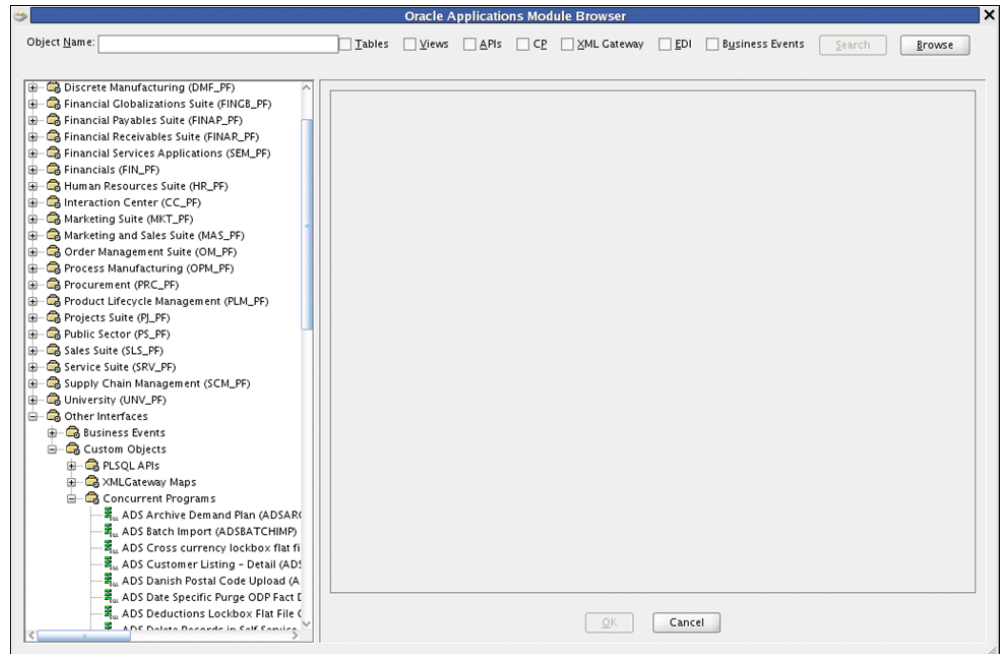 Oracle Applications Module Browser
Object Name: Tables Views APIs CP XML Gateway EDI Business Events Search Browse
Discrete Manufacturing (DMF_PF)
Financial Globalizations Suite (FINGB_PF)
Financial Payables Suite (FINAP_PF)
Financial Receivables Suite (FINAR_PF)
Financial Services Applications (SEM_PF)
Financials (FIN_PF)
Human Resources Suite (HR_PF)
Interaction Center (CC_PF)
Marketing Suite (MKT_PF)
Marketing and Sales Suite (MAS_PF)
Order Management Suite (OM_PF)
Process Manufacturing (OPM_PF)
Procurement (PRC_PF)
Product Lifecycle Management (PLM_PF)
Projects Suite (PJ_PF)
Public Sector (PS_PF)
Sales Suite (SLS_PF)
Service Suite (SRV_PF)
Supply Chain Management (SCM_PF)
University (UNV_PF)
Other Interfaces
Business Events
Custom Objects
PLSQL APIs
XMLGateway Maps
Concurrent Programs
ADS Archive Demand Plan (ADSAR
ADS Batch Import (ADSBATCHIMP)
ADS Cross currency lockbox flat fi
ADS Customer Listing - Detail (ADS
ADS Danish Postal Code Upload (A
ADS Date Specific Purge ODP Fact
ADS Deductions Lockbox Flat File
ADS Delete Records in Self Service
OK Cancel